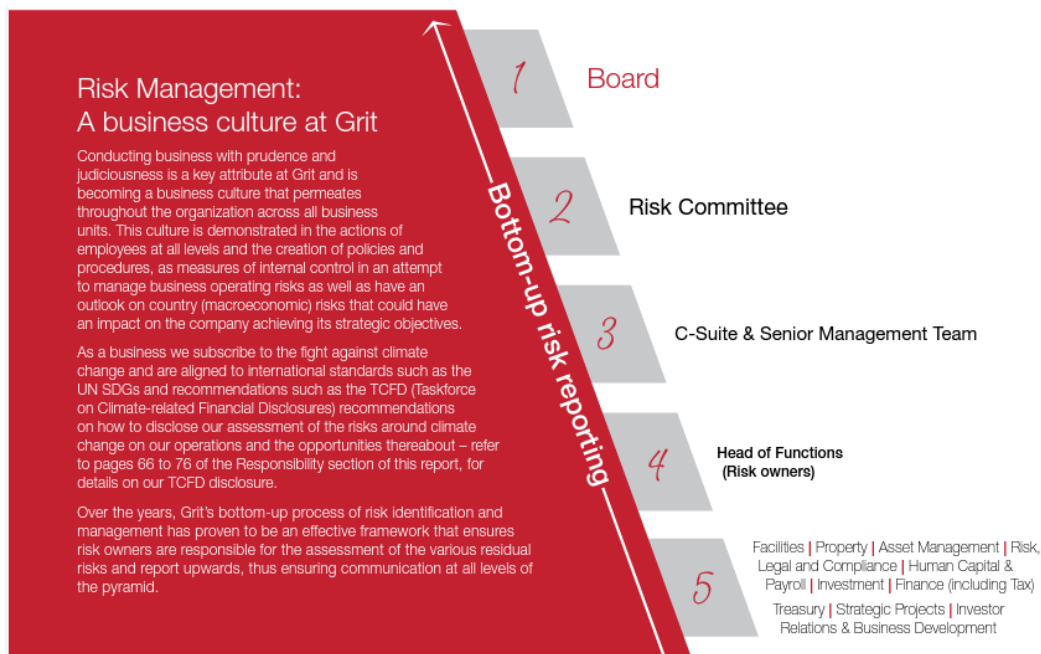 Risk Management:
A business culture at Grit
Conducting business with prudence and
judiciousness is a key attribute at Grit and is
becoming a business culture that permeates
throughout the organization across all business
units. This culture is demonstrated in the actions of
employees at all levels and the creation of policies and
procedures, as measures of internal control in an attempt
to manage business operating risks as well as have an
outlook on country (macroeconomic) risks that could have
an impact on the company achieving its strategic objectives.
As a business we subscribe to the fight against climate
change and are aligned to international standards such as the
UN SDGs and recommendations such as the TCFD (Taskforce
on Climate-related Financial Disclosures) recommendations
on how to disclose our assessment of the risks around climate
change on our operations and the opportunities thereabout – refer
to pages 66 to 76 of the Responsibility section of this report, for
details on our TCFD disclosure.
Over the years, Grit's bottom-up process of risk identification and
management has proven to be an effective framework that ensures
risk owners are responsible for the assessment of the various residual
risks and report upwards, thus ensuring communication at all levels of
the pyramid.
Bottom-up risk reporting
1
Board
2
Risk Committee
3
C-Suite & Senior Management Team
4
Head of Functions
(Risk owners)
5
Facilities | Property | Asset Management | Risk,
Legal and Compliance | Human Capital &
Payroll | Investment | Finance (including Tax)
Treasury | Strategic Projects | Investor
Relations & Business Development